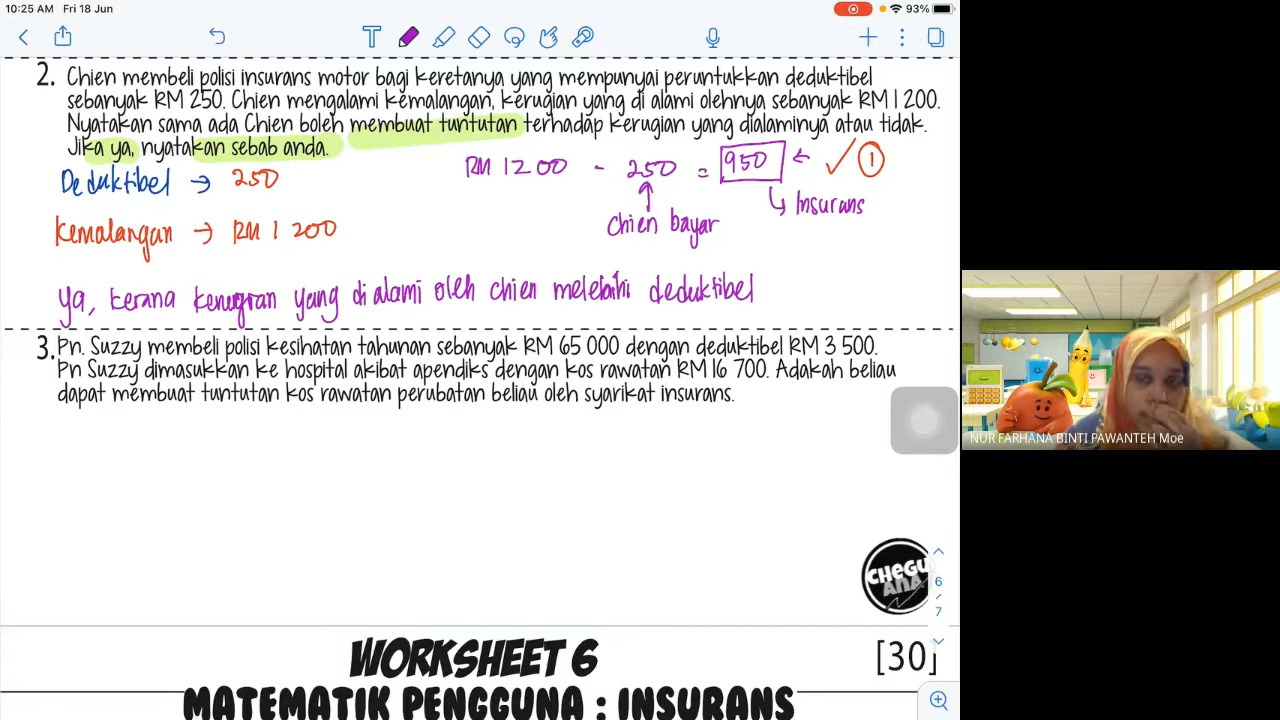 10:25 AM Fri 18 Jun
93%
2. Chien membeli polisi insurans motor bagi keretanya yang mempunyai peruntukkan deduktibel
sebanyak RM 250. Chien mengalami kemalangan, kerugian yang di alami olehnya sebanyak RM 1 200.
Nyatakan sama ada Chien boleh membuat tuntutan terhadap kerugian yang dialaminya atau tidak.
Jika ya, nyatakan sebab anda.
RM 1200 - 250 = 950 ← ✓ ①
Deduktibel → 250
↳ Insurans
Chien bayar
Kemalangan → RM 1 200
Ya, kerana kerugian yang di alami oleh chien melebihi deduktibel
3. Pn. Suzzy membeli polisi kesihatan tahunan sebanyak RM 65 000 dengan deduktibel RM 3 500.
Pn Suzzy dimasukkan ke hospital akibat apendiks dengan kos rawatan RM 16 700. Adakah beliau
dapat membuat tuntutan kos rawatan perubatan beliau oleh syarikat insurans.
NUR FARHANA BINTI PAWANTEH Moe
CHEGU
ANA
6
/
7
WORKSHEET 6
[30]
MATEMATIK PENGGUNA : INSURANS